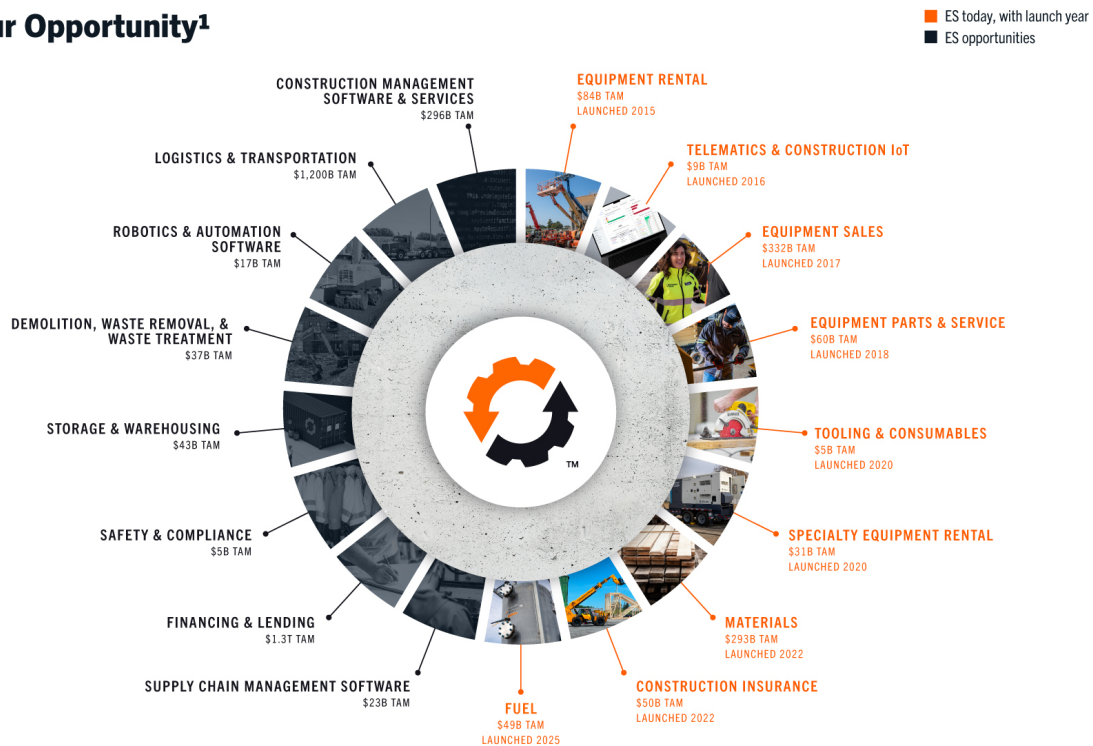 ur Opportunity¹
ES today, with launch year
ES opportunities
EQUIPMENT RENTAL
$84B TAM
LAUNCHED 2015
TELEMATICS & CONSTRUCTION IoT
$9B TAM
LAUNCHED 2016
EQUIPMENT SALES
$332B TAM
LAUNCHED 2017
EQUIPMENT PARTS & SERVICE
$60B TAM
LAUNCHED 2018
TOOLING & CONSUMABLES
$5B TAM
LAUNCHED 2020
SPECIALTY EQUIPMENT RENTAL
$31B TAM
LAUNCHED 2020
MATERIALS
$293B TAM
LAUNCHED 2022
CONSTRUCTION INSURANCE
$50B TAM
LAUNCHED 2022
FUEL
$49B TAM
LAUNCHED 2025
SUPPLY CHAIN MANAGEMENT SOFTWARE
$23B TAM
FINANCING & LENDING
$1.3T TAM
SAFETY & COMPLIANCE
$5B TAM
STORAGE & WAREHOUSING
$43B TAM
DEMOLITION, WASTE REMOVAL, &
WASTE TREATMENT
$37B TAM
ROBOTICS & AUTOMATION
SOFTWARE
$17B TAM
LOGISTICS & TRANSPORTATION
$1,200B TAM
CONSTRUCTION MANAGEMENT
SOFTWARE & SERVICES
$296B TAM
TM